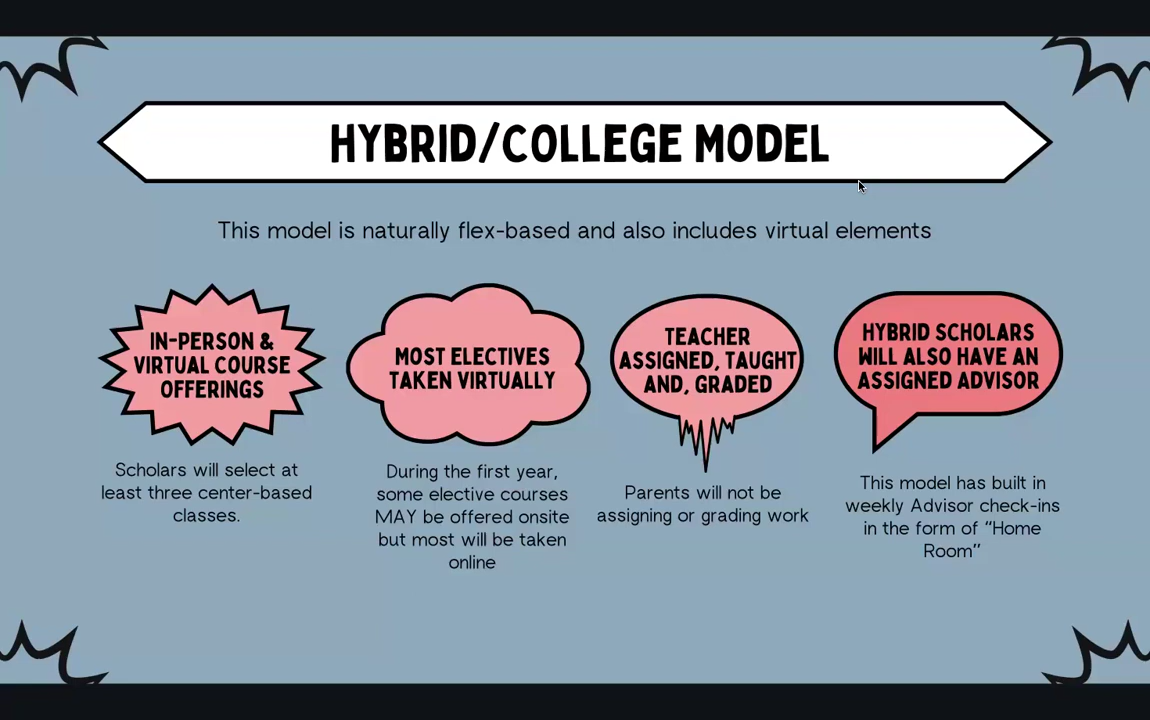 HYBRID/COLLEGE MODEL
This model is naturally flex-based and also includes virtual elements
IN-PERSON &
VIRTUAL COURSE
OFFERINGS
Scholars will select at
least three center-based
classes.
MOST ELECTIVES
TAKEN VIRTUALLY
During the first year,
some elective courses
MAY be offered onsite
but most will be taken
online
TEACHER
ASSIGNED, TAUGHT
AND, GRADED
Parents will not be
assigning or grading work
HYBRID SCHOLARS
WILL ALSO HAVE AN
ASSIGNED ADVISOR
This model has built in
weekly Advisor check-ins
in the form of “Home
Room”